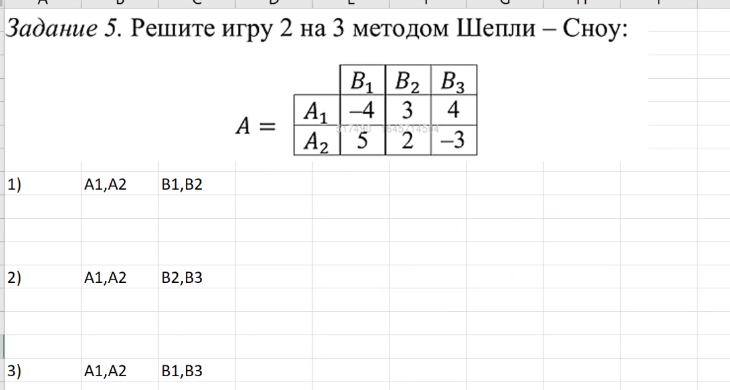 Задание 5. Решите игру 2 на 3 методом Шепли – Сноу:
B₁ B₂ B₃
A = A₁ –4 3 4
A₂ 5 2 –3
1) A1,A2 B1,B2
2) A1,A2 B2,B3
3) A1,A2 B1,B3